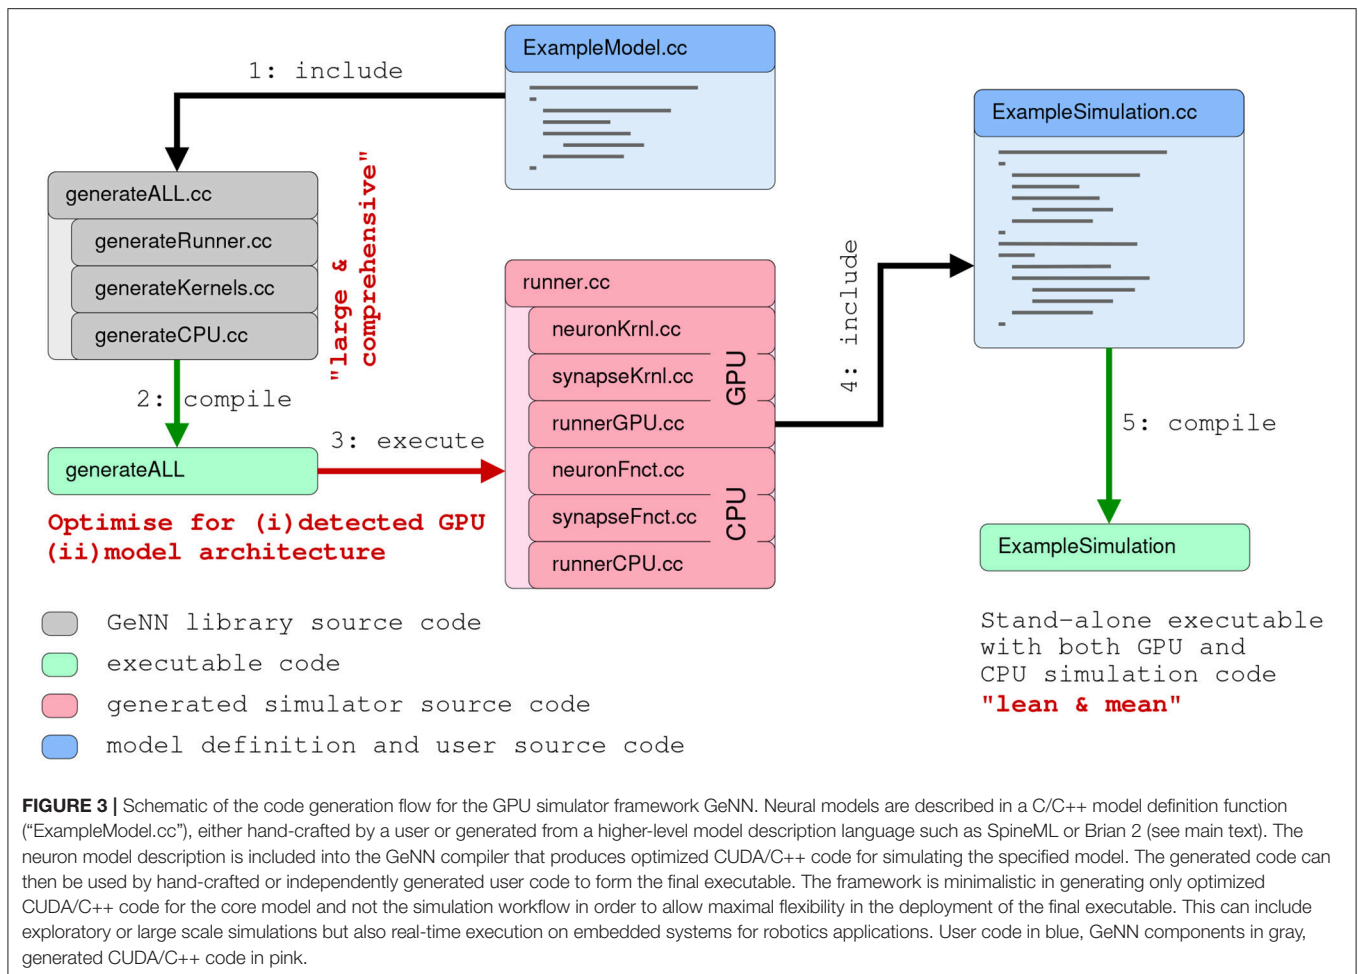 ExampleModel.cc
1: include
generateALL.cc
generateRunner.cc
generateKernels.cc
generateCPU.cc
"large &
comprehensive"
2: compile
generateALL
3: execute
Optimise for (i)detected GPU
(ii)model architecture
runner.cc
neuronKrnl.cc
synapseKrnl.cc
runnerGPU.cc
GPU
neuronFnct.cc
synapseFnct.cc
runnerCPU.cc
CPU
4: include
ExampleSimulation.cc
5: compile
ExampleSimulation
Stand-alone executable
with both GPU and
CPU simulation code
"lean & mean"
GeNN library source code
executable code
generated simulator source code
model definition and user source code
FIGURE 3 | Schematic of the code generation flow for the GPU simulator framework GeNN. Neural models are described in a C/C++ model definition function
(“ExampleModel.cc”), either hand-crafted by a user or generated from a higher-level model description language such as SpineML or Brian 2 (see main text). The
neuron model description is included into the GeNN compiler that produces optimized CUDA/C++ code for simulating the specified model. The generated code can
then be used by hand-crafted or independently generated user code to form the final executable. The framework is minimalistic in generating only optimized
CUDA/C++ code for the core model and not the simulation workflow in order to allow maximal flexibility in the deployment of the final executable. This can include
exploratory or large scale simulations but also real-time execution on embedded systems for robotics applications. User code in blue, GeNN components in gray,
generated CUDA/C++ code in pink.